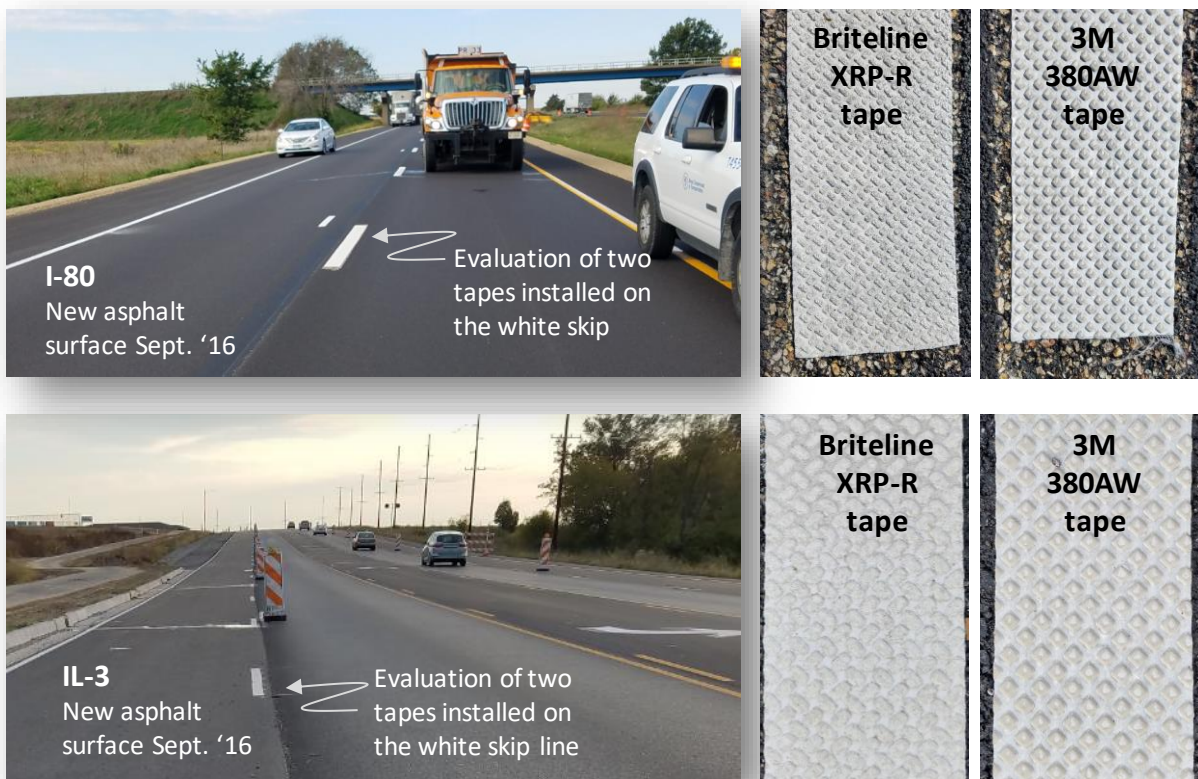 I-80
New asphalt
surface Sept. ‘16
Evaluation of two
tapes installed on
the white skip
Briteline
XRP-R
tape
3M
380AW
tape
IL-3
New asphalt
surface Sept. ‘16
Evaluation of two
tapes installed on
the white skip line
Briteline
XRP-R
tape
3M
380AW
tape